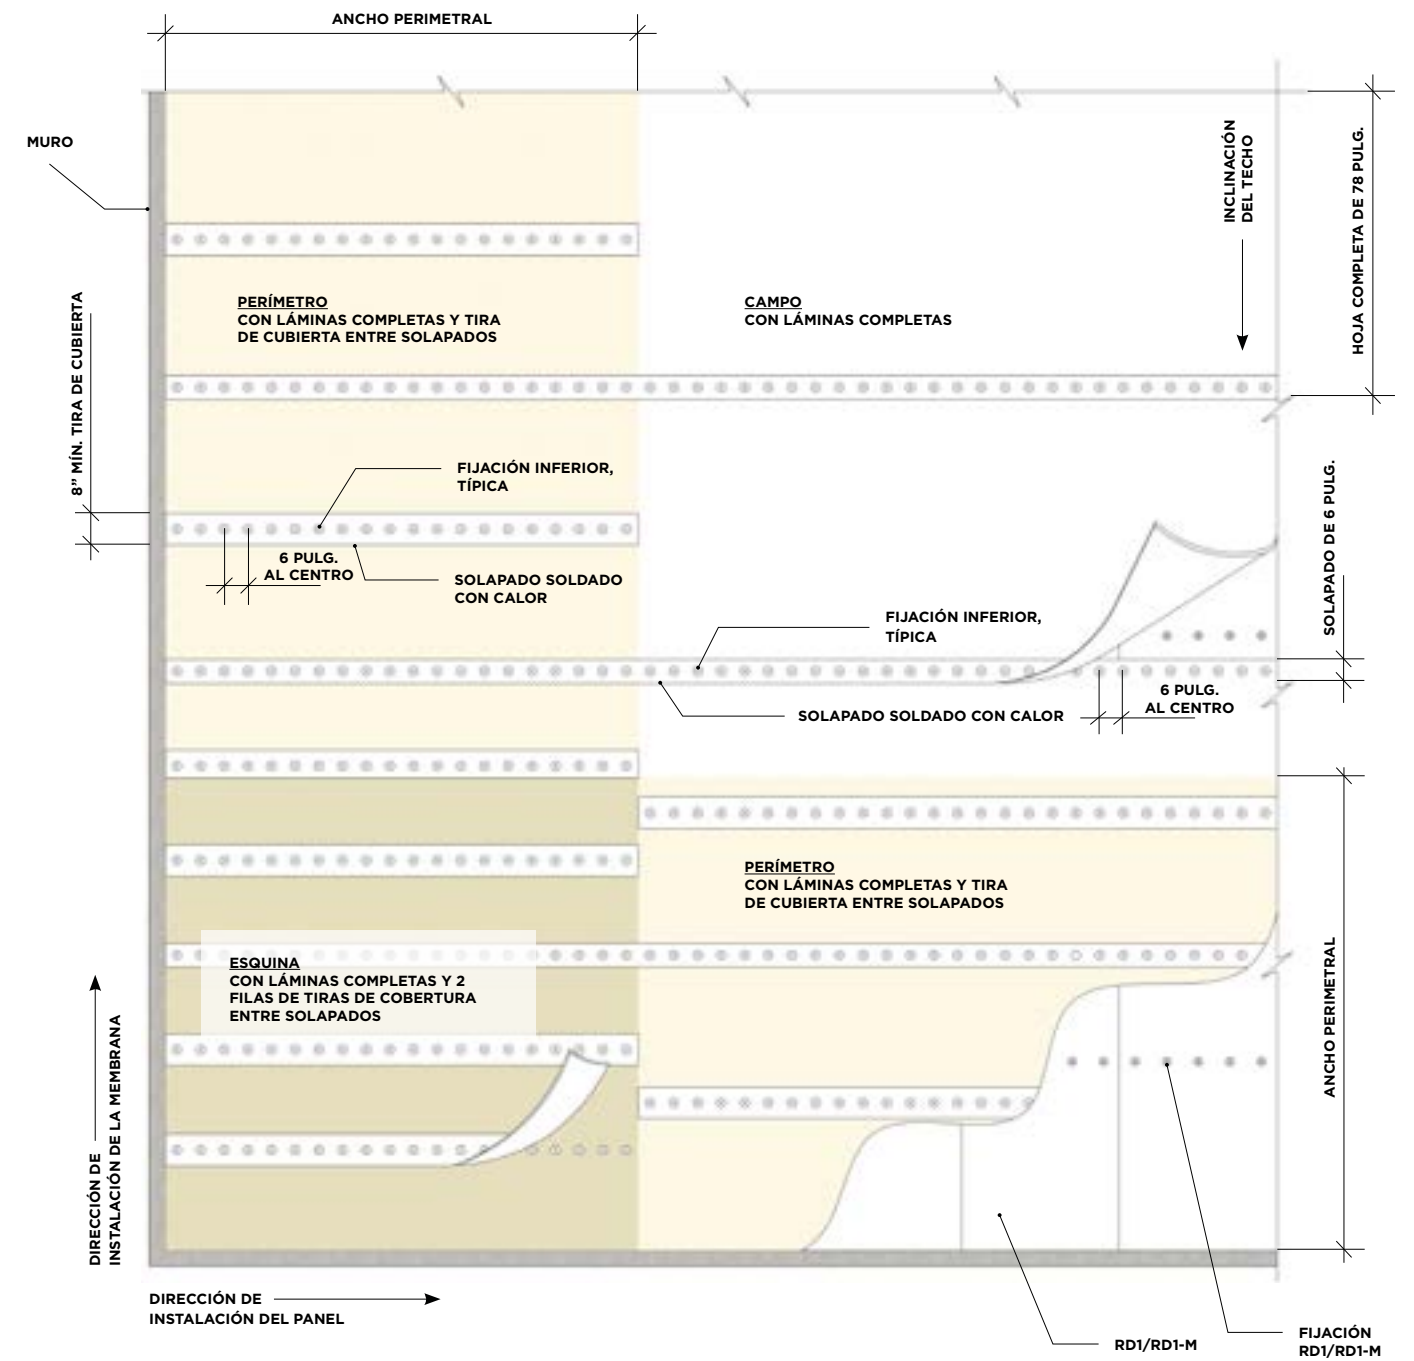 ANCHO PERIMETRAL
MURO
INCLINACIÓN
DEL TECHO
HOJA COMPLETA DE 78 PULG.
PERÍMETRO
CON LÁMINAS COMPLETAS Y TIRA
DE CUBIERTA ENTRE SOLAPADOS
CAMPO
CON LÁMINAS COMPLETAS
8” MÍN. TIRA DE CUBIERTA
FIJACIÓN INFERIOR,
TÍPICA
6 PULG.
AL CENTRO
SOLAPADO SOLDADO
CON CALOR
SOLAPADO DE 6 PULG.
FIJACIÓN INFERIOR,
TÍPICA
6 PULG.
AL CENTRO
SOLAPADO SOLDADO CON CALOR
PERÍMETRO
CON LÁMINAS COMPLETAS Y TIRA
DE CUBIERTA ENTRE SOLAPADOS
ESQUINA
CON LÁMINAS COMPLETAS Y 2
FILAS DE TIRAS DE COBERTURA
ENTRE SOLAPADOS
ANCHO PERIMETRAL
DIRECCIÓN DE
INSTALACIÓN DE LA MEMBRANA
DIRECCIÓN DE
INSTALACIÓN DEL PANEL
RD1/RD1-M
FIJACIÓN
RD1/RD1-M